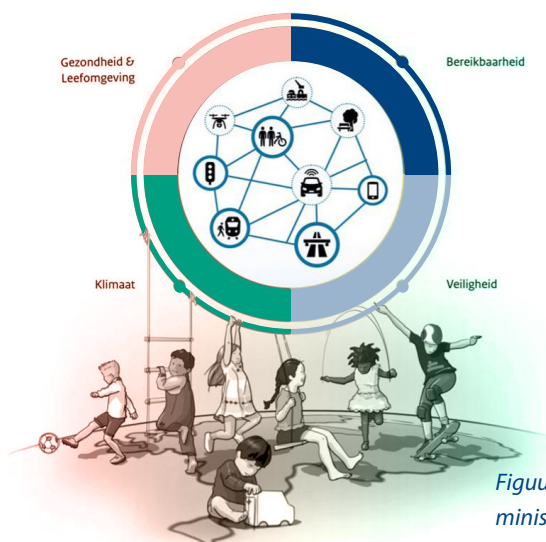 Gezondheid &
Leefomgeving
Bereikbaarheid
Klimaat
Veiligheid